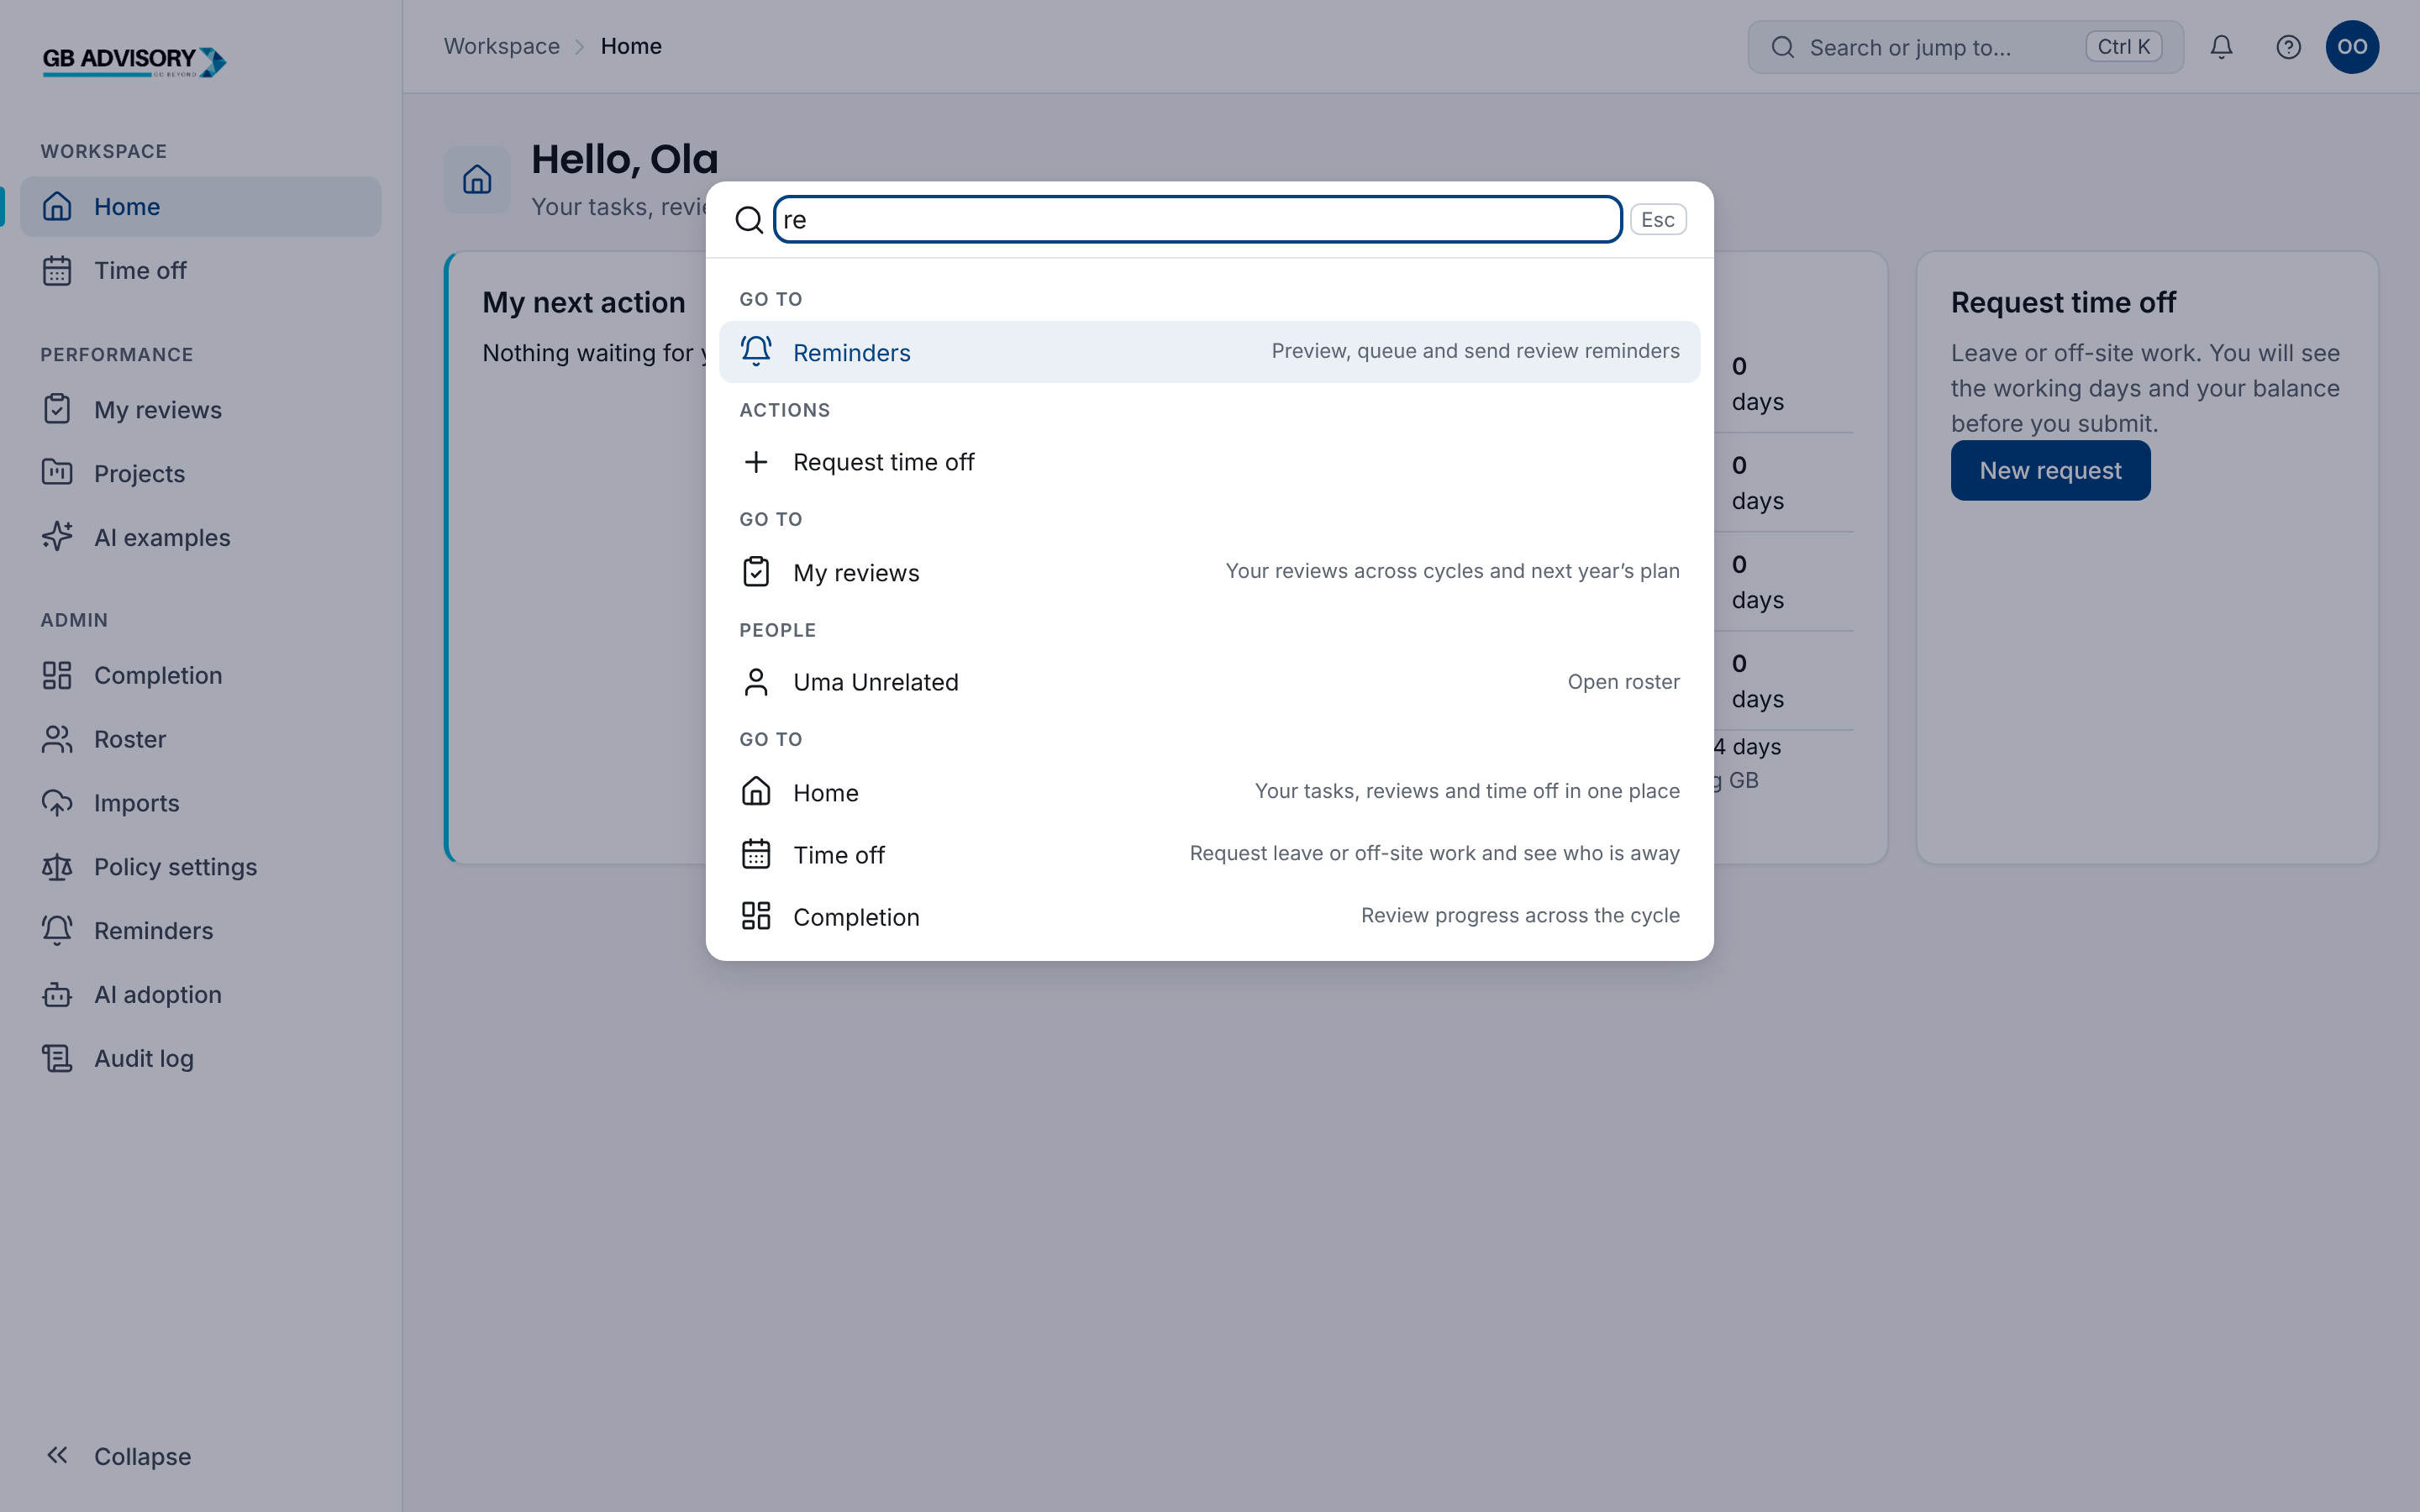 GB ADVISORY
GO BEYOND
WORKSPACE
Home
Time off
PERFORMANCE
My reviews
Projects
AI examples
ADMIN
Completion
Roster
Imports
Policy settings
Reminders
AI adoption
Audit log
Collapse
Workspace > Home
Search or jump to... Ctrl K
OO
Hello, Ola
Your tasks, revie
My next action
Nothing waiting for y
re Esc
GO TO
Reminders Preview, queue and send review reminders
ACTIONS
Request time off
GO TO
My reviews Your reviews across cycles and next year’s plan
PEOPLE
Uma Unrelated Open roster
GO TO
Home Your tasks, reviews and time off in one place
Time off Request leave or off-site work and see who is away
Completion Review progress across the cycle
0
days
0
days
0
days
0
days
4 days
g GB
Request time off
Leave or off-site work. You will see
the working days and your balance
before you submit.
New request